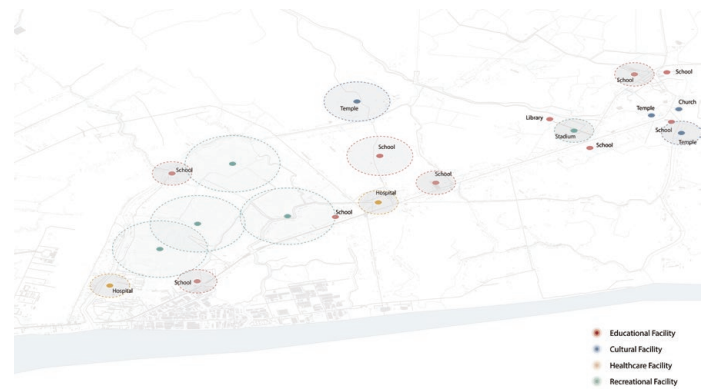 School
School
Temple
Church
Temple
Library
School
Stadium
Temple
School
School
School
School
Hospital
School
Hospital
School
Educational Facility
Cultural Facility
Healthcare Facility
Recreational Facility